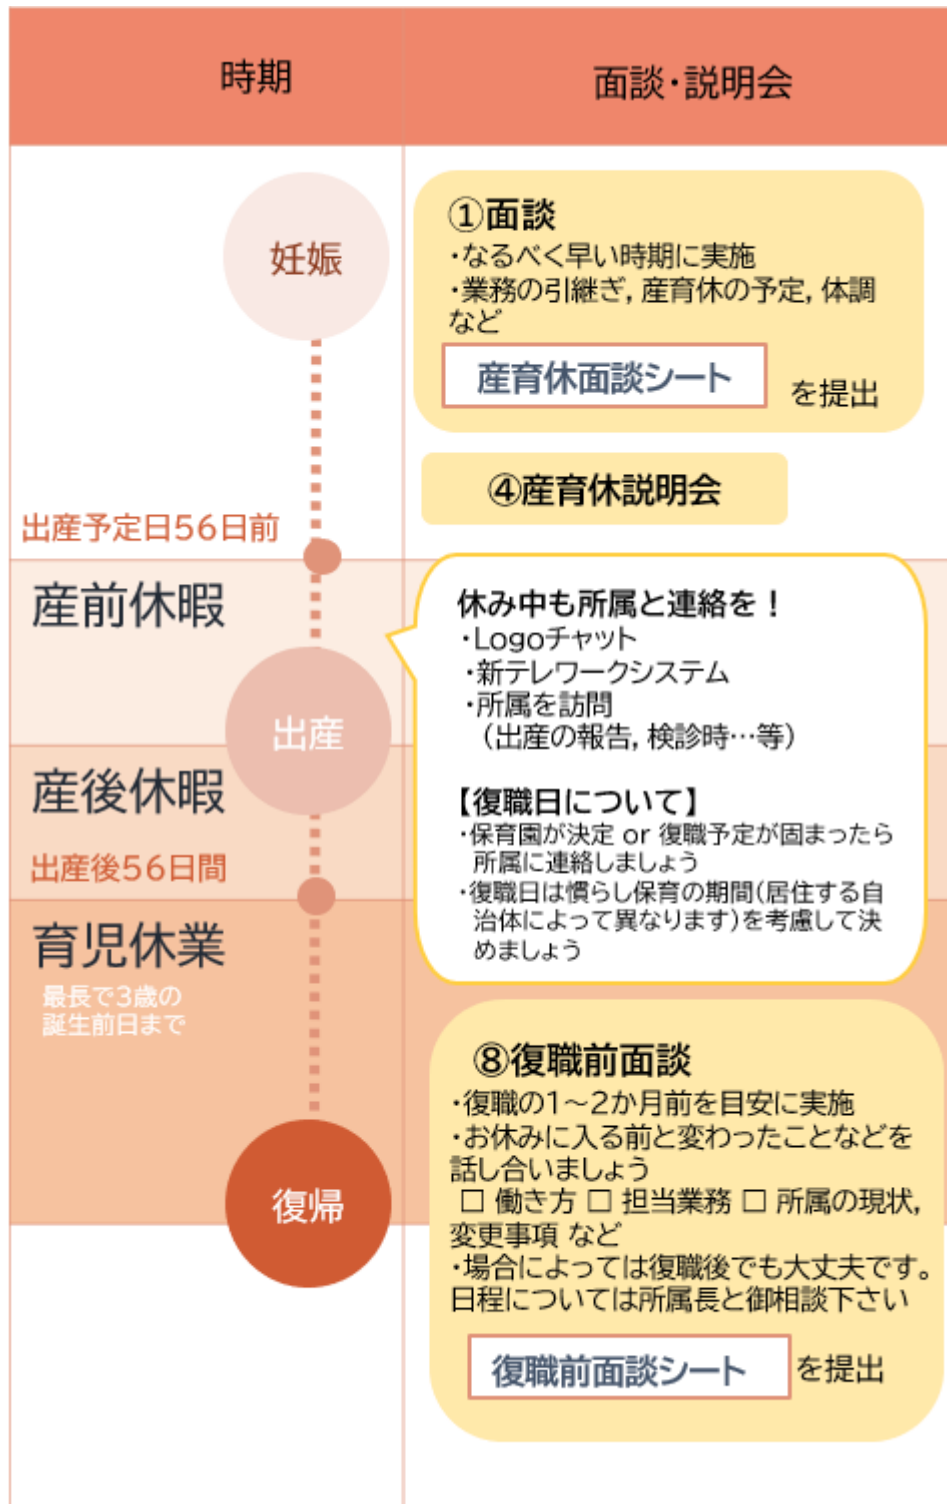 時期
面談・説明会
妊娠
①面談
・なるべく早い時期に実施
・業務の引継ぎ, 産育休の予定, 体調
など
産育休面談シート
を提出
④産育休説明会
出産予定日56日前
産前休暇
休み中も所属と連絡を！
・Logoチャット
・新テレワークシステム
・所属を訪問
（出産の報告, 検診時…等）
出産
産後休暇
【復職日について】
・保育園が決定 or 復職予定が固まったら
所属に連絡しましょう
・復職日は慣らし保育の期間（居住する自
治体によって異なります）を考慮して決
めましょう
出産後56日間
育児休業
最長で3歳の
誕生前日まで
⑧復職前面談
・復職の1～2か月前を目安に実施
・お休みに入る前と変わったことなどを
話し合いましょう
□ 働き方 □ 担当業務 □ 所属の現状,
変更事項 など
・場合によっては復職後でも大丈夫です。
日程については所属長と御相談下さい
復帰
復職前面談シート
を提出